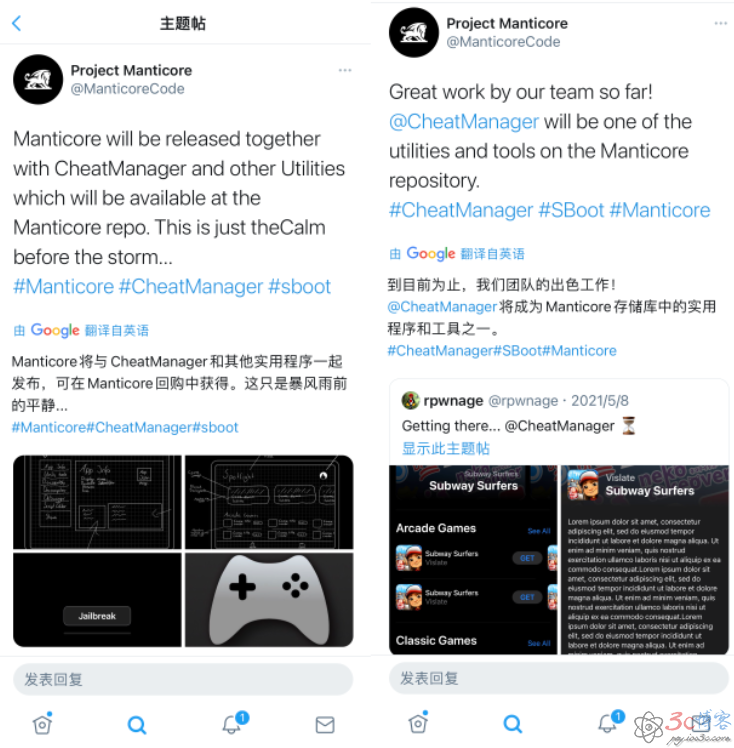 主题帖
Project Manticore
@ManticoreCode
Manticore will be released together
with CheatManager and other Utilities
which will be available at the
Manticore repo. This is just theCalm
before the storm...
#Manticore #CheatManager #sboot
由 Google 翻译自英语
Manticore将与CheatManager和其他实用程序一起
发布，可在Manticore回购中获得。这只是暴风雨前
的平静...
#Manticore#CheatManager#sboot
App Info
Spotlight
Arcade Games
Jailbreak
发表回复
1
Project Manticore
@ManticoreCode
Great work by our team so far!
@CheatManager will be one of the
utilities and tools on the Manticore
repository.
#CheatManager #SBoot #Manticore
由 Google 翻译自英语
到目前为止，我们团队的出色工作！
@CheatManager将成为Manticore存储库中的实用
程序和工具之一。
#CheatManager#SBoot#Manticore
rpwnage @rpwnage · 2021/5/8
Getting there... @CheatManager ⏳
显示此主题帖
Subway Surfers
Subway Surfers
Arcade Games
See All
Subway Surfers
Vislate
GET
Subway Surfers
Vislate
GET
Classic Games
See All
Vislate
Subway Surfers
Lorem ipsum dolor sit amet, consectetur
adipiscing elit, sed do eiusmod tempor
incididunt ut labore et dolore magna aliqua. Ut
enim ad minim veniam, quis nostrud
exercitation ullamco laboris nisi ut aliquip ex ea
commodo consequat.Lorem ipsum dolor sit
amet, consectetur adipiscing elit, sed do
eiusmod tempor incididunt ut labore et dolore
magna aliqua. Ut enim ad minim veniam, quis
nostrud exercitation ullamco laboris nisi ut
aliquip ex ea commodo consequat.Lorem
ipsum dolor sit amet, consectetur adipiscing
elit, sed do eiusmod tempor incididunt ut
labore et dolore magna aliqua. Ut enim ad
发表回复
1